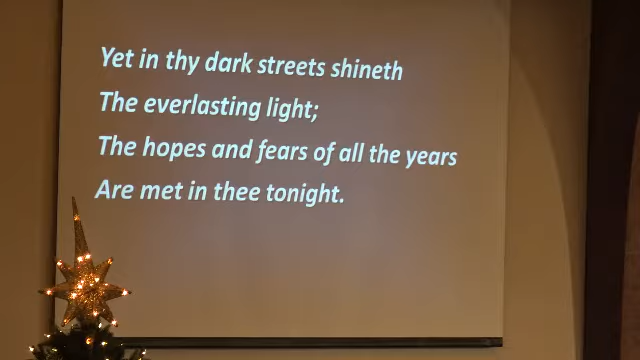 Yet in thy dark streets shineth
The everlasting light;
The hopes and fears of all the years
Are met in thee tonight.